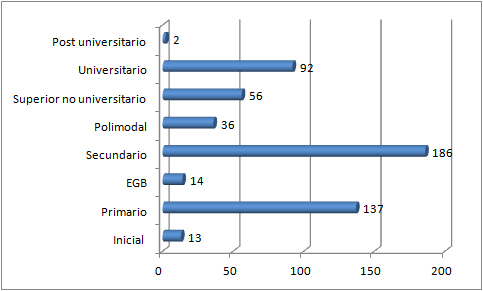 Post universitario 2
Universitario 92
Superior no universitario 56
Polimodal 36
Secundario 186
EGB 14
Primario 137
Inicial 13
0 50 100 150 200